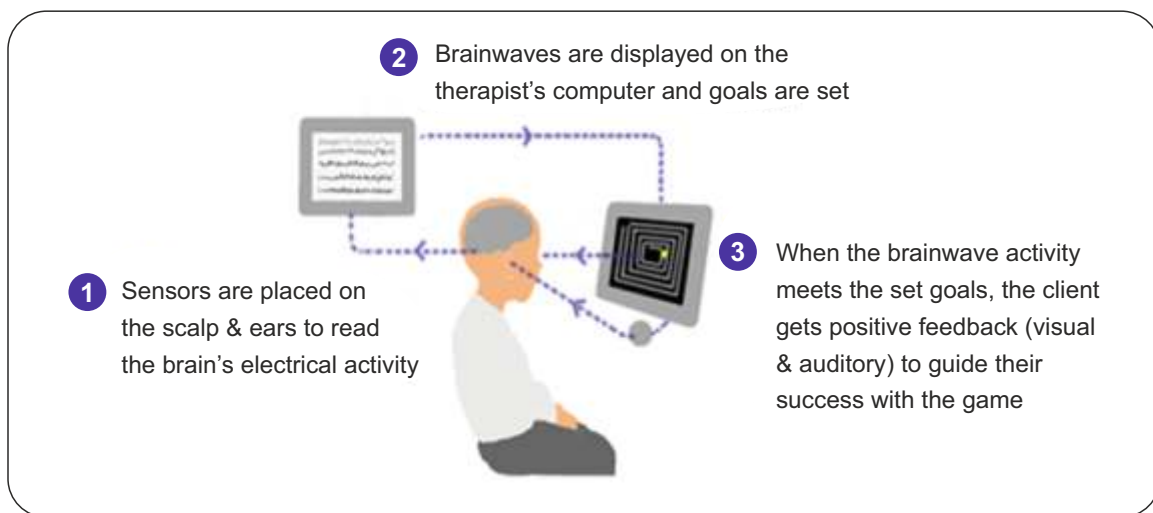 1
Sensors are placed on
the scalp & ears to read
the brain’s electrical activity
2
Brainwaves are displayed on the
therapist’s computer and goals are set
3
When the brainwave activity
meets the set goals, the client
gets positive feedback (visual
& auditory) to guide their
success with the game